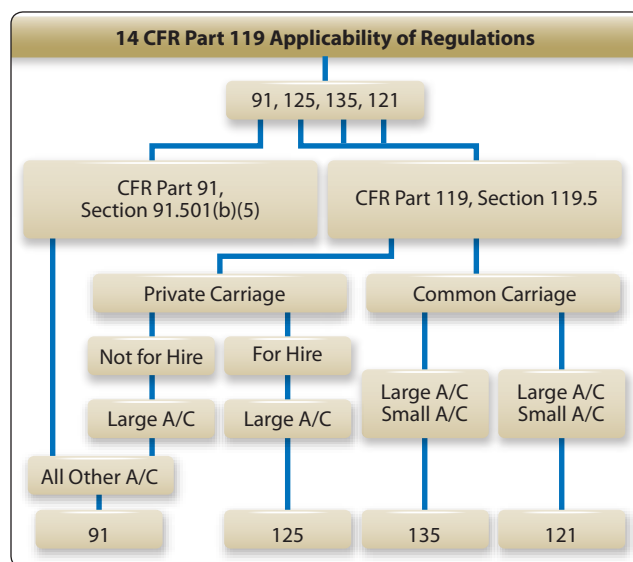 14 CFR Part 119 Applicability of Regulations
91, 125, 135, 121
CFR Part 91,
Section 91.501(b)(5)
CFR Part 119, Section 119.5
Private Carriage
Common Carriage
Not for Hire
For Hire
Large A/C
Small A/C
Large A/C
Small A/C
Large A/C
Large A/C
All Other A/C
91
125
135
121